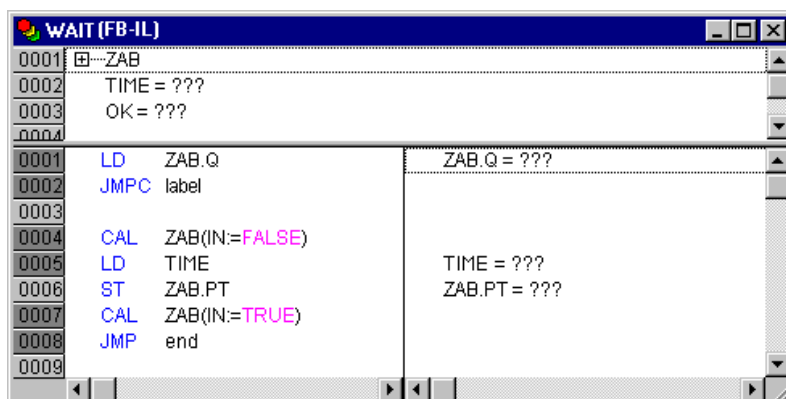 WAIT (FB-IL)
0001 ZAB
0002 TIME = ???
0003 OK = ???
0004
0001 LD ZAB.Q ZAB.Q = ???
0002 JMPC label
0003
0004 CAL ZAB(IN:=FALSE)
0005 LD TIME TIME = ???
0006 ST ZAB.PT ZAB.PT = ???
0007 CAL ZAB(IN:=TRUE)
0008 JMP end
0009